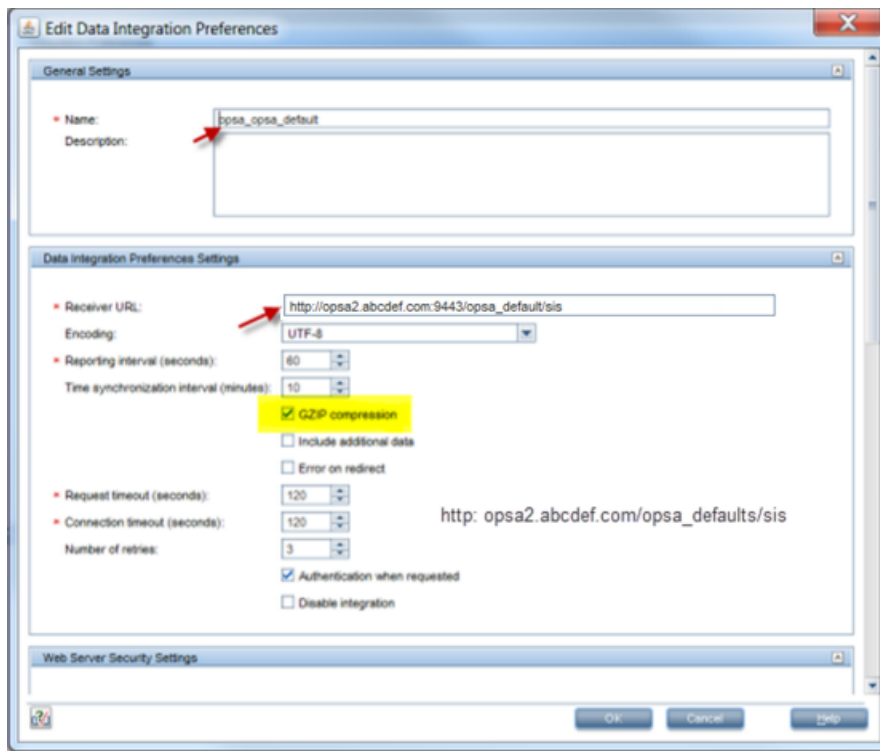 Edit Data Integration Preferences
General Settings
* Name: opsa_opsa_default
Description:
Data Integration Preferences Settings
* Receiver URL: http://opsa2.abcdef.com:9443/opsa_default/sis
Encoding: UTF-8
* Reporting interval (seconds): 60
Time synchronization interval (minutes): 10
GZIP compression
Include additional data
Error on redirect
* Request timeout (seconds): 120
* Connection timeout (seconds): 120
http: opsa2.abcdef.com/opsa_defaults/sis
Number of retries: 3
Authentication when requested
Disable integration
Web Server Security Settings
OK Cancel Help